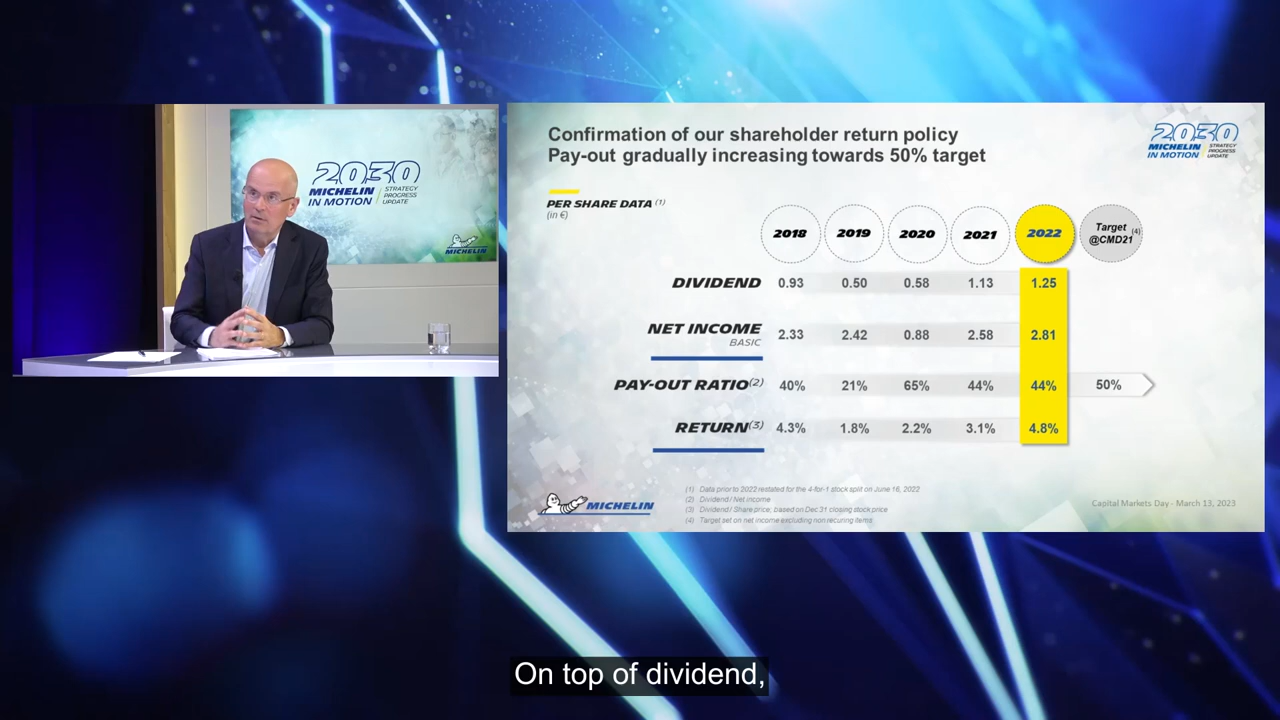 2030
MICHELIN
IN MOTION
STRATEGY
PROGRESS
UPDATE
MICHELIN
Confirmation of our shareholder return policy
Pay-out gradually increasing towards 50% target
2030
MICHELIN
IN MOTION
STRATEGY
PROGRESS
UPDATE
PER SHARE DATA (1)
(in €)
2018 2019 2020 2021 2022 Target @CMD21 (4)
DIVIDEND 0.93 0.50 0.58 1.13 1.25
NET INCOME 2.33 2.42 0.88 2.58 2.81
BASIC
PAY-OUT RATIO(2) 40% 21% 65% 44% 44% 50%
RETURN(3) 4.3% 1.8% 2.2% 3.1% 4.8%
(1) Data prior to 2022 restated for the 4-for-1 stock split on June 16, 2022
(2) Dividend / Net income
(3) Dividend / Share price, based on Dec 31 closing stock price
(4) Target set on net income excluding non recuring items
MICHELIN
Capital Markets Day - March 13, 2023
On top of dividend,